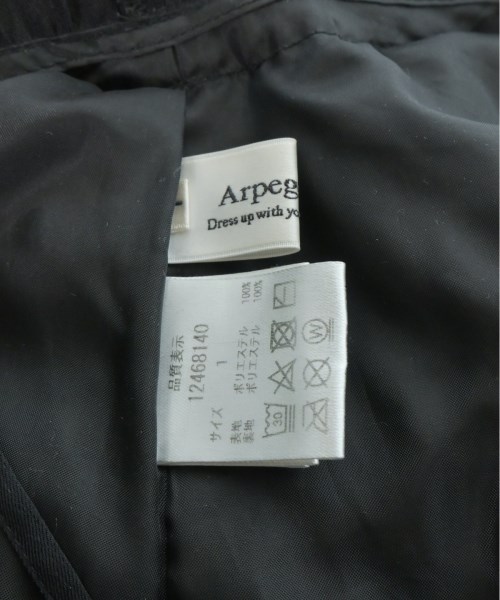 Arpeg
Dress up with yo
品質表示
12468140
サイズ 1
表地 ポリエステル 100%
裏地 ポリエステル 100%
30
W